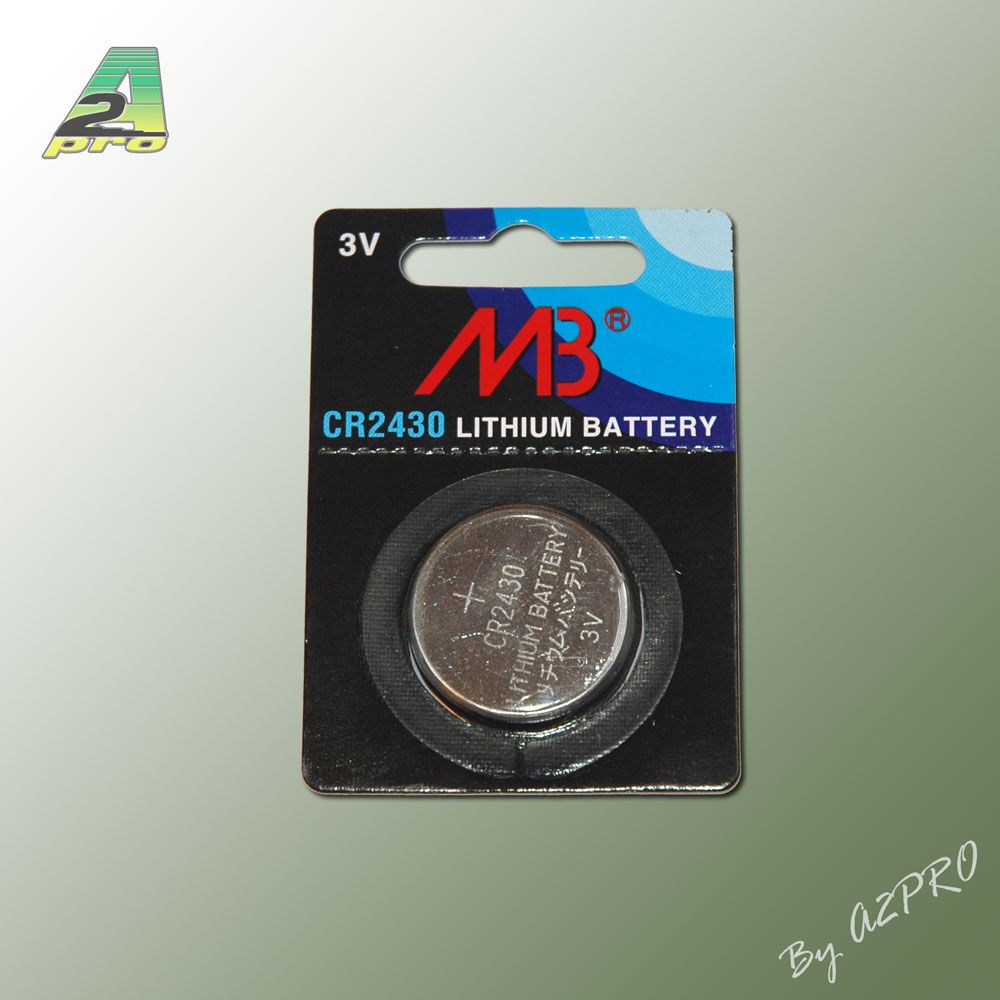 A2
pro
3V
MB®
CR2430 LITHIUM BATTERY
+
CR2430
LITHIUM BATTERY
リチウムバッテリー
3V
By A2PRO